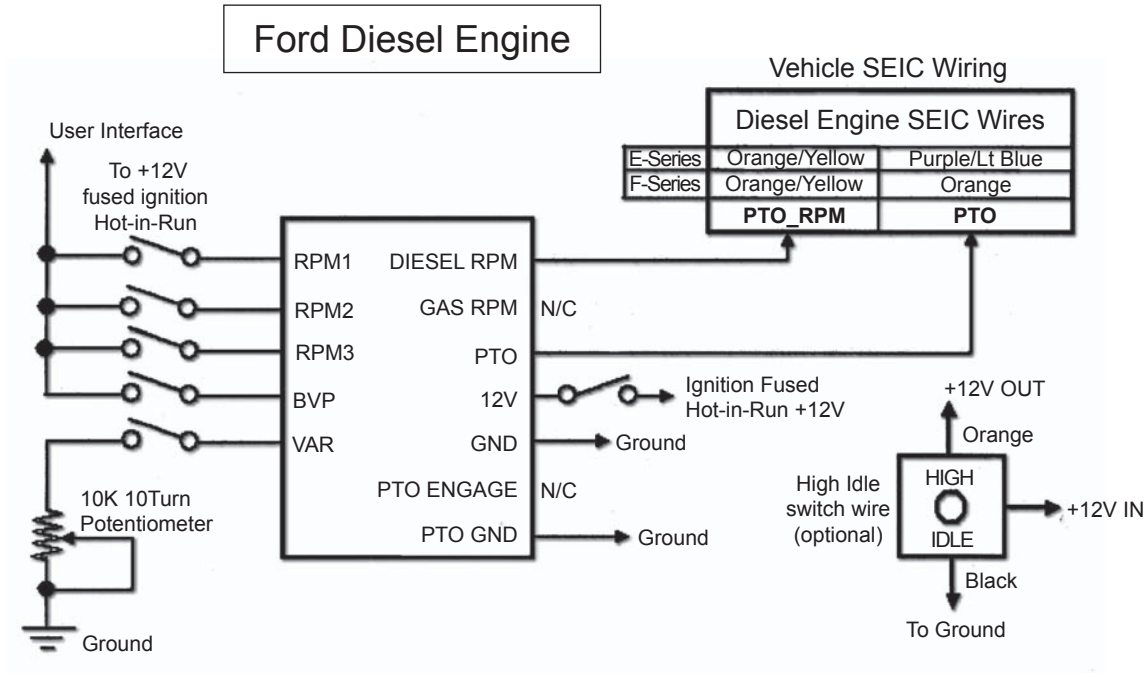 Ford Diesel Engine
Vehicle SEIC Wiring
Diesel Engine SEIC Wires
E-Series Orange/Yellow Purple/Lt Blue
F-Series Orange/Yellow Orange
PTO_RPM PTO
User Interface
To +12V
fused ignition
Hot-in-Run
RPM1
RPM2
RPM3
BVP
VAR
DIESEL RPM
GAS RPM N/C
PTO
12V
GND
PTO ENGAGE N/C
PTO GND
Ignition Fused
Hot-in-Run +12V
Ground
Ground
10K 10Turn
Potentiometer
Ground
+12V OUT
Orange
High Idle
switch wire
(optional)
HIGH
IDLE
+12V IN
Black
To Ground